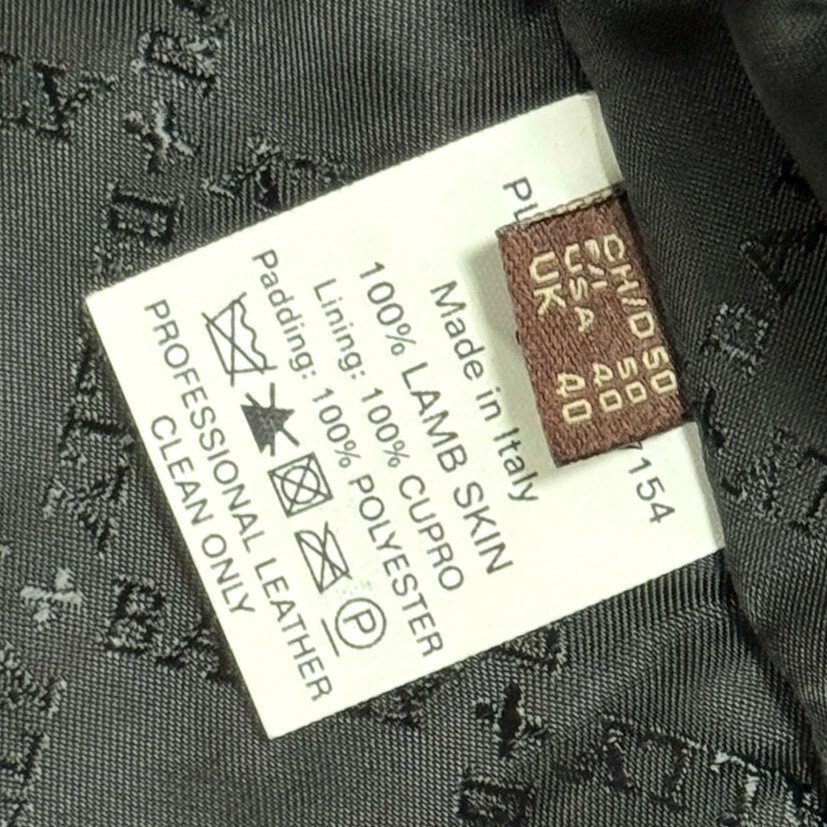 CH/D 50
F/I 50
USA 40
UK 40
7154
Made in Italy
100% LAMB SKIN
Lining: 100% CUPRO
Padding: 100% POLYESTER
P
PROFESSIONAL LEATHER
CLEAN ONLY